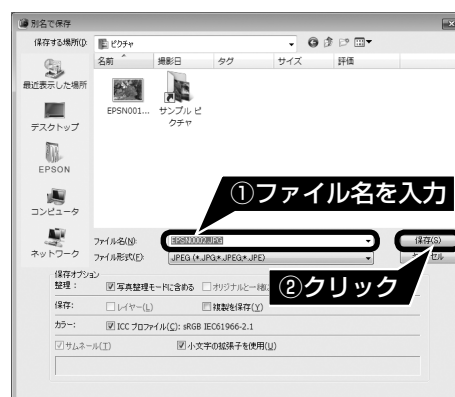 別名で保存
保存する場所(I):
ピクチャ
名前
撮影日
タグ
サイズ
評価
最近表示した場所
EPSN001...
サンプル ピクチャ
デスクトップ
EPSON
コンピュータ
ネットワーク
①ファイル名を入力
ファイル名(N):
保存(S)
ファイル形式(F):
JPEG (*.JPG;*.JPEG;*.JPE)
②クリック
保存オプション
整理:
写真整理モードに含める
オリジナルと一緒に
保存:
レイヤー(L)
複製を保存(Y)
カラー:
ICC プロファイル(C): sRGB IEC61966-2.1
サムネール(T)
小文字の拡張子を使用(U)